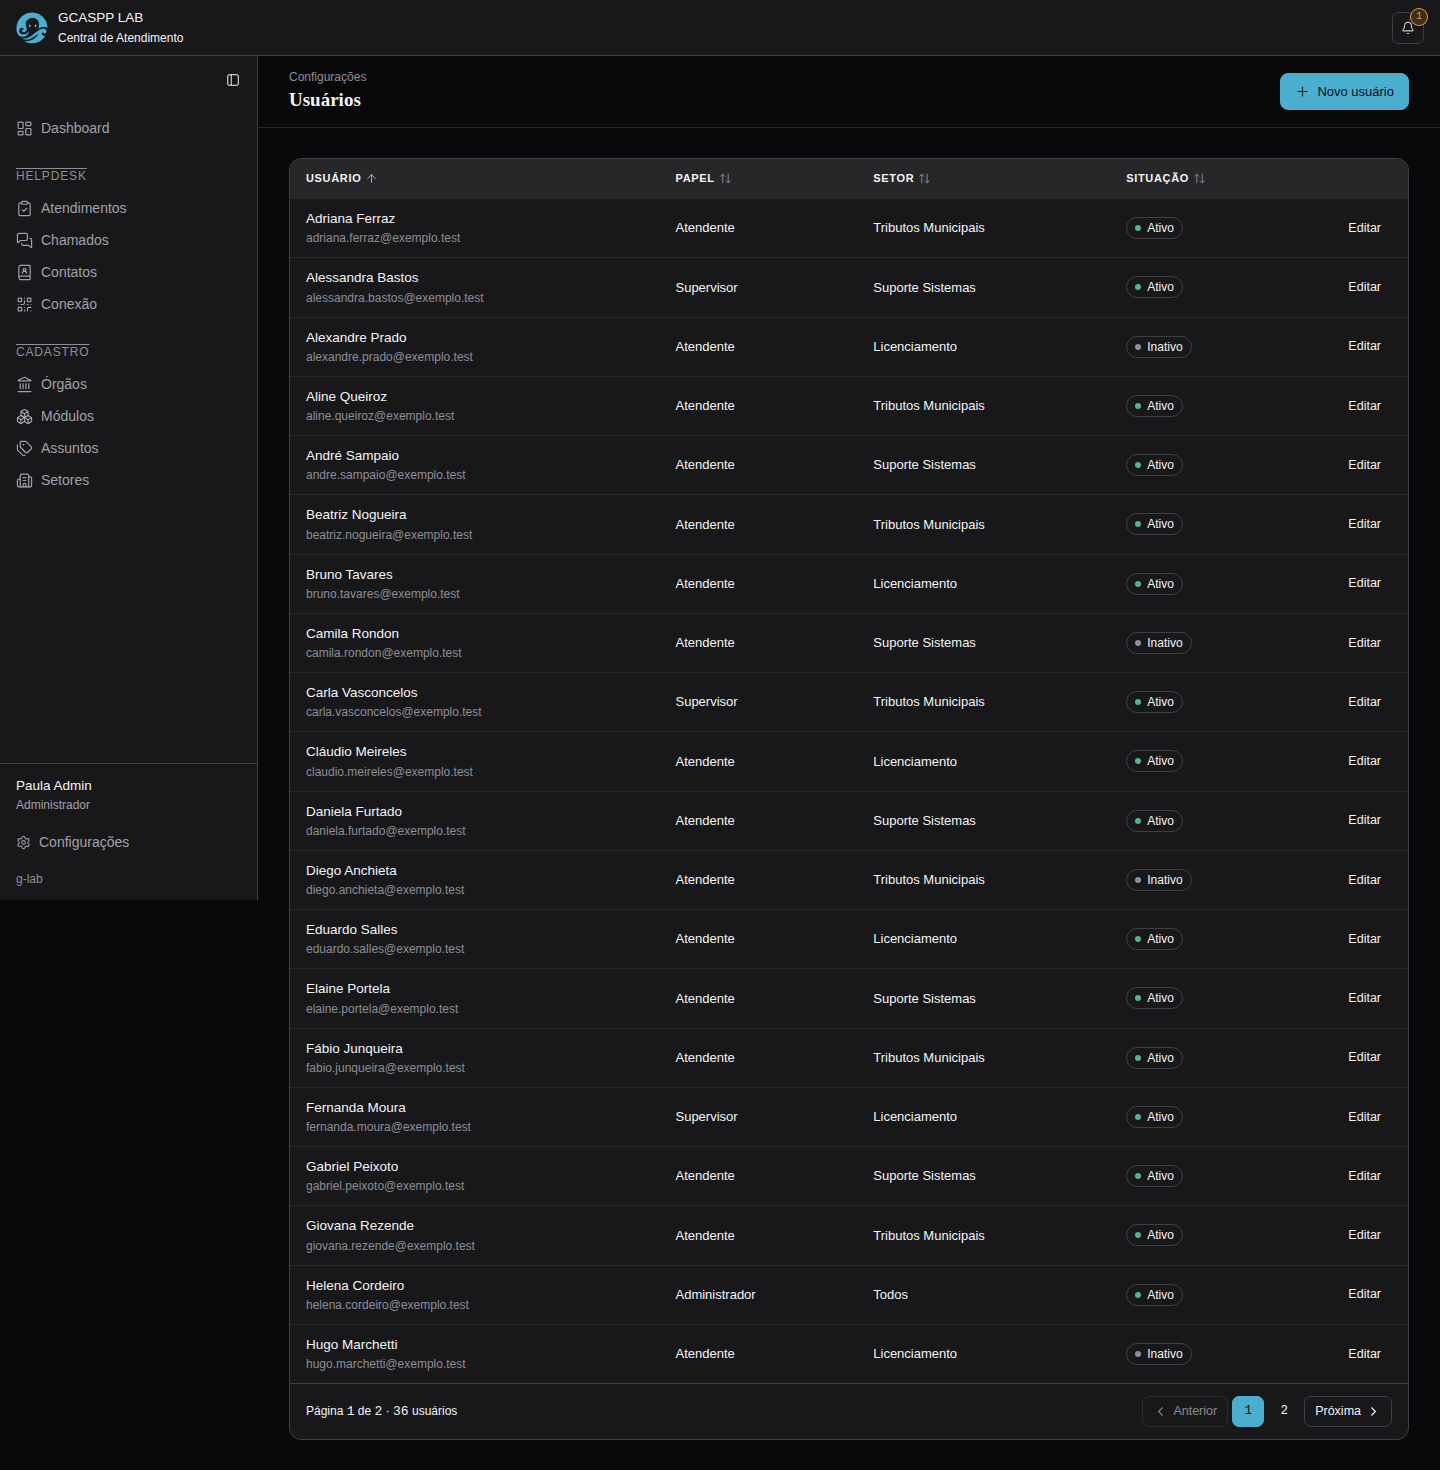 GCASPP LAB
Central de Atendimento
1
Configurações
Usuários
Novo usuário
Dashboard
HELPDESK
Atendimentos
Chamados
Contatos
Conexão
CADASTRO
Órgãos
Módulos
Assuntos
Setores
Paula Admin
Administrador
Configurações
g-lab
USUÁRIO PAPEL SETOR SITUAÇÃO
Adriana Ferraz
adriana.ferraz@exemplo.test
Atendente Tributos Municipais Ativo Editar
Alessandra Bastos
alessandra.bastos@exemplo.test
Supervisor Suporte Sistemas Ativo Editar
Alexandre Prado
alexandre.prado@exemplo.test
Atendente Licenciamento Inativo Editar
Aline Queiroz
aline.queiroz@exemplo.test
Atendente Tributos Municipais Ativo Editar
André Sampaio
andre.sampaio@exemplo.test
Atendente Suporte Sistemas Ativo Editar
Beatriz Nogueira
beatriz.nogueira@exemplo.test
Atendente Tributos Municipais Ativo Editar
Bruno Tavares
bruno.tavares@exemplo.test
Atendente Licenciamento Ativo Editar
Camila Rondon
camila.rondon@exemplo.test
Atendente Suporte Sistemas Inativo Editar
Carla Vasconcelos
carla.vasconcelos@exemplo.test
Supervisor Tributos Municipais Ativo Editar
Cláudio Meireles
claudio.meireles@exemplo.test
Atendente Licenciamento Ativo Editar
Daniela Furtado
daniela.furtado@exemplo.test
Atendente Suporte Sistemas Ativo Editar
Diego Anchieta
diego.anchieta@exemplo.test
Atendente Tributos Municipais Inativo Editar
Eduardo Salles
eduardo.salles@exemplo.test
Atendente Licenciamento Ativo Editar
Elaine Portela
elaine.portela@exemplo.test
Atendente Suporte Sistemas Ativo Editar
Fábio Junqueira
fabio.junqueira@exemplo.test
Atendente Tributos Municipais Ativo Editar
Fernanda Moura
fernanda.moura@exemplo.test
Supervisor Licenciamento Ativo Editar
Gabriel Peixoto
gabriel.peixoto@exemplo.test
Atendente Suporte Sistemas Ativo Editar
Giovana Rezende
giovana.rezende@exemplo.test
Atendente Tributos Municipais Ativo Editar
Helena Cordeiro
helena.cordeiro@exemplo.test
Administrador Todos Ativo Editar
Hugo Marchetti
hugo.marchetti@exemplo.test
Atendente Licenciamento Inativo Editar
Página 1 de 2 · 36 usuários
Anterior 1 2 Próxima